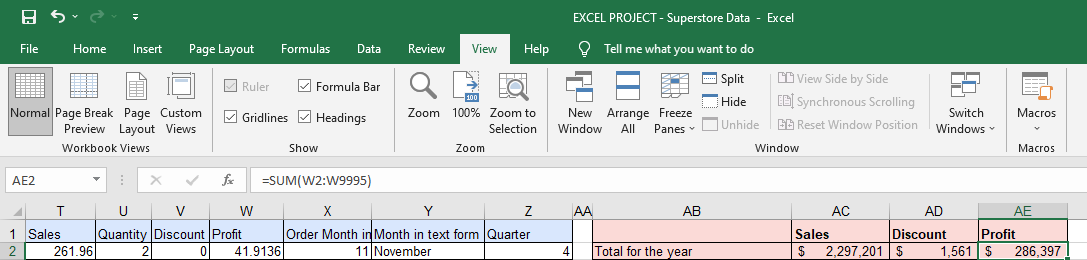 EXCEL PROJECT - Superstore Data - Excel
File Home Insert Page Layout Formulas Data Review View Help Tell me what you want to do
Normal
Page Break Preview
Page Layout
Custom Views
Workbook Views
Ruler
Formula Bar
Gridlines
Headings
Show
Zoom
100
100%
Zoom to Selection
Zoom
New Window
Arrange All
Freeze Panes
Split
Hide
Unhide
View Side by Side
Synchronous Scrolling
Reset Window Position
Switch Windows
Window
Macros
Macros
AE2 fx =SUM(W2:W9995)
T U V W X Y Z AA AB AC AD AE
1 Sales Quantity Discount Profit Order Month in Month in text form Quarter Sales Discount Profit
2 261.96 2 0 41.9136 11 November 4 Total for the year $ 2,297,201 $ 1,561 $ 286,397